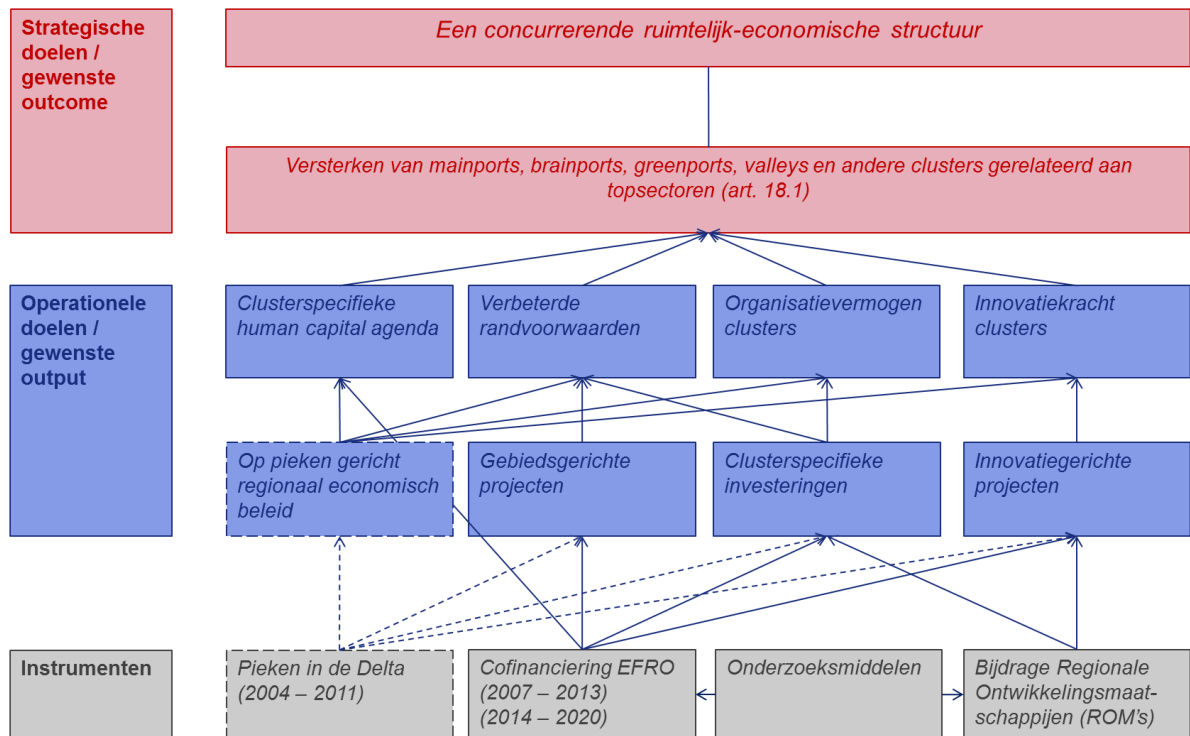 Strategische
doelen /
gewenste
outcome
Een concurrerende ruimtelijk-economische structuur
Versterken van mainports, brainports, greenports, valleys en andere clusters gerelateerd aan
topsectoren (art. 18.1)
Operationele
doelen /
gewenste
output
Clusterspecifieke
human capital agenda
Verbeterde
randvoorwaarden
Organisatievermogen
clusters
Innovatiekracht
clusters
Op pieken gericht
regionaal economisch
beleid
Gebiedsgerichte
projecten
Clusterspecifieke
investeringen
Innovatiegerichte
projecten
Instrumenten
Pieken in de Delta
(2004 – 2011)
Cofinanciering EFRO
(2007 – 2013)
(2014 – 2020)
Onderzoeksmiddelen
Bijdrage Regionale
Ontwikkelingsmaat-
schappijen (ROM's)